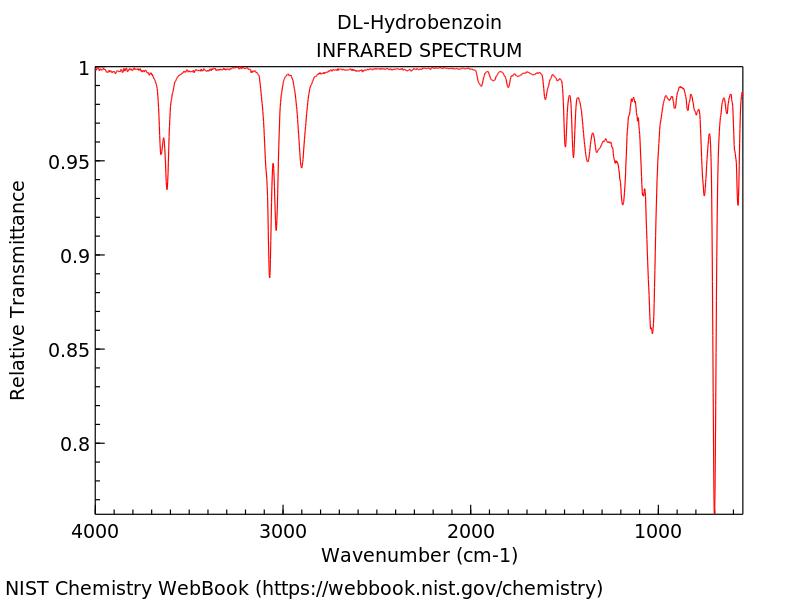 DL-Hydrobenzoin
INFRARED SPECTRUM
1
0.95
0.9
0.85
0.8
Relative Transmittance
4000 3000 2000 1000
Wavenumber (cm-1)
NIST Chemistry WebBook (https://webbook.nist.gov/chemistry)